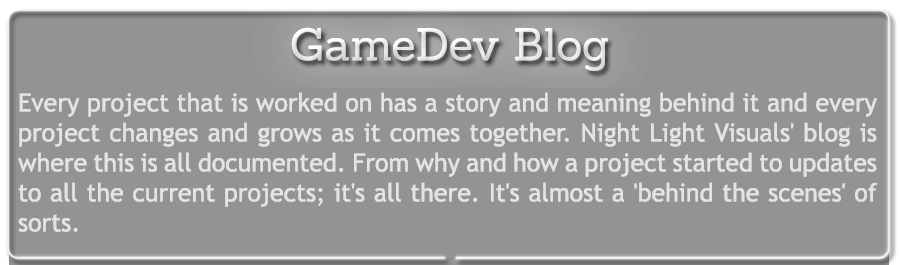 GameDev Blog
Every project that is worked on has a story and meaning behind it and every
project changes and grows as it comes together. Night Light Visuals' blog is
where this is all documented. From why and how a project started to updates
to all the current projects; it's all there. It's almost a 'behind the scenes' of
sorts.